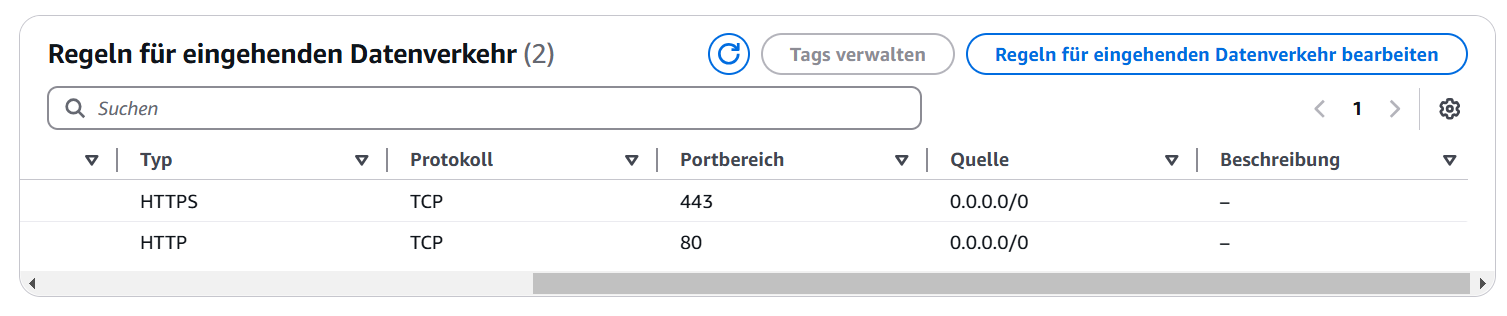 Regeln für eingehenden Datenverkehr (2)
Tags verwalten
Regeln für eingehenden Datenverkehr bearbeiten
Suchen
1
Typ Protokoll Portbereich Quelle Beschreibung
HTTPS TCP 443 0.0.0.0/0 –
HTTP TCP 80 0.0.0.0/0 –